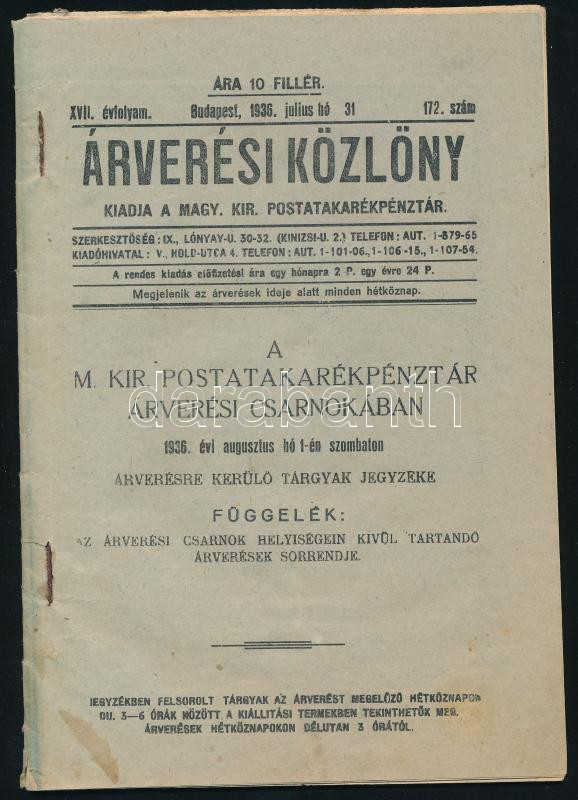 ÁRA 10 FILLÉR.
XVII. évfolyam. Budapest, 1936. julius hó 31 172. szám
ÁRVERÉSI KÖZLÖNY
KIADJA A MAGY. KIR. POSTATAKARÉKPÉNZTÁR.
SZERKESZTÖSÉG: IX., LÓNYAY-U. 30-32. (KINIZSI-U. 2.) TELEFON: AUT. 1-879-65
KIADÓHIVATAL: V., HOLD-UTCA 4. TELEFON: AUT. 1-101-06., 1-106-15., 1-107-54.
A rendes kiadás előfizetési ára egy hónapra 2 P. egy évre 24 P.
Megjelenik az árverések ideje alatt minden hétköznap.
A
M. KIR. POSTATAKARÉKPÉNZTÁR
ÁRVERÉSI CSARNOKÁBAN
darabanth
1936. évi augusztus hó 1-én szombaton
ÁRVERÉSRE KERÜLŐ TÁRGYAK JEGYZÉKE
FÜGGELÉK:
AZ ÁRVERÉSI CSARNOK HELYISÉGEIN KIVÜL TARTANDÓ
ÁRVERÉSEK SORRENDJE.
JEGYZÉKBEN FELSOROLT TÁRGYAK AZ ÁRVERÉST MEGELŐZŐ HÉTKÖZNAPON
DU. 3—6 ÓRÁK KÖZÖTT A KIÁLLITÁSI TERMEKBEN TEKINTHETŐK MEG.
ÁRVERÉSEK HÉTKÖZNAPOKON DÉLUTÁN 3 ÓRÁTÓL.